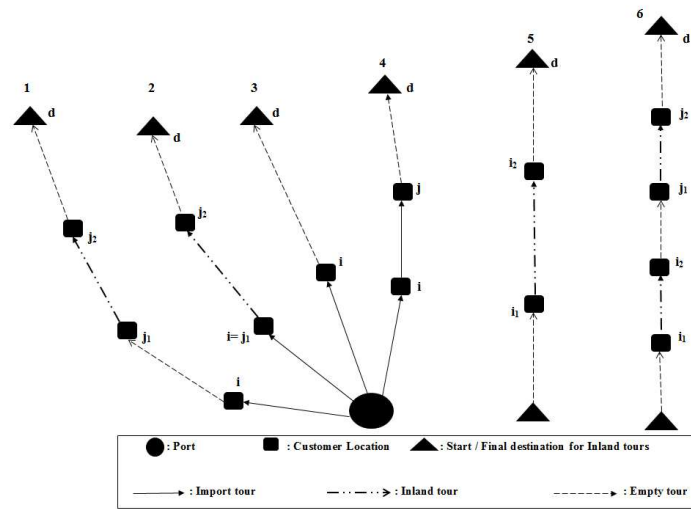 6
d
5
d
4
d
1
2
3
d
d
d
j₂
i₂
j
j₁
j₂
j₂
i
i
i₂
i₁
i= j₁
j₁
i₁
i
: Port
: Customer Location
: Start / Final destination for Inland tours
: Import tour
: Inland tour
: Empty tour